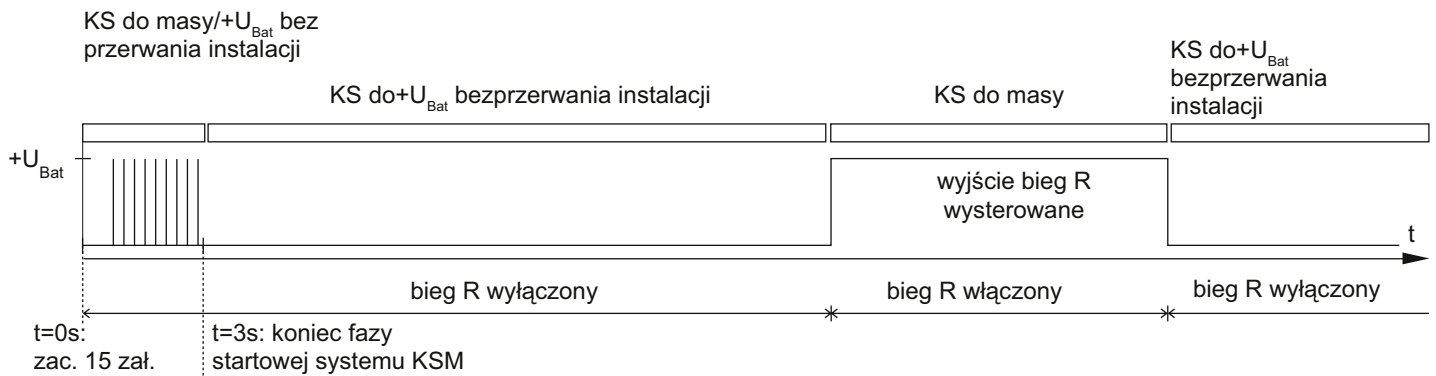 KS do masy/+U_Bat bez
przerwania instalacji
KS do+U_Bat bezprzerwania instalacji
KS do masy
KS do+U_Bat
bezprzerwania
instalacji
+U_Bat
wyjście bieg R
wysterowane
t
bieg R wyłączony
bieg R włączony
bieg R wyłączony
t=0s:
zac. 15 zał.
t=3s: koniec fazy
startowej systemu KSM